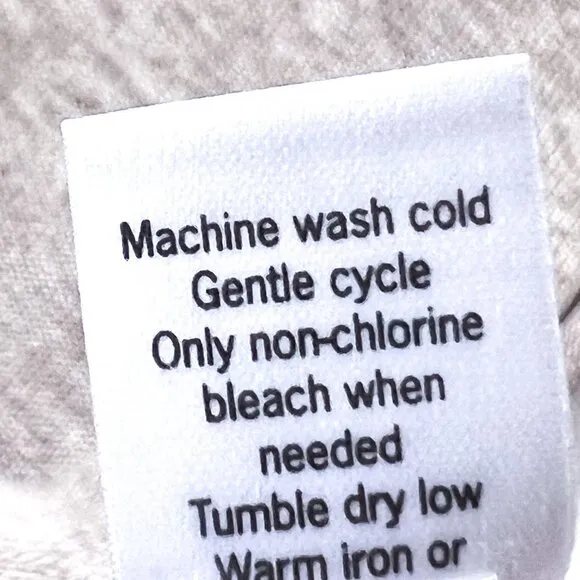 Machine wash cold
Gentle cycle
Only non-chlorine
bleach when
needed
Tumble dry low
Warm iron or